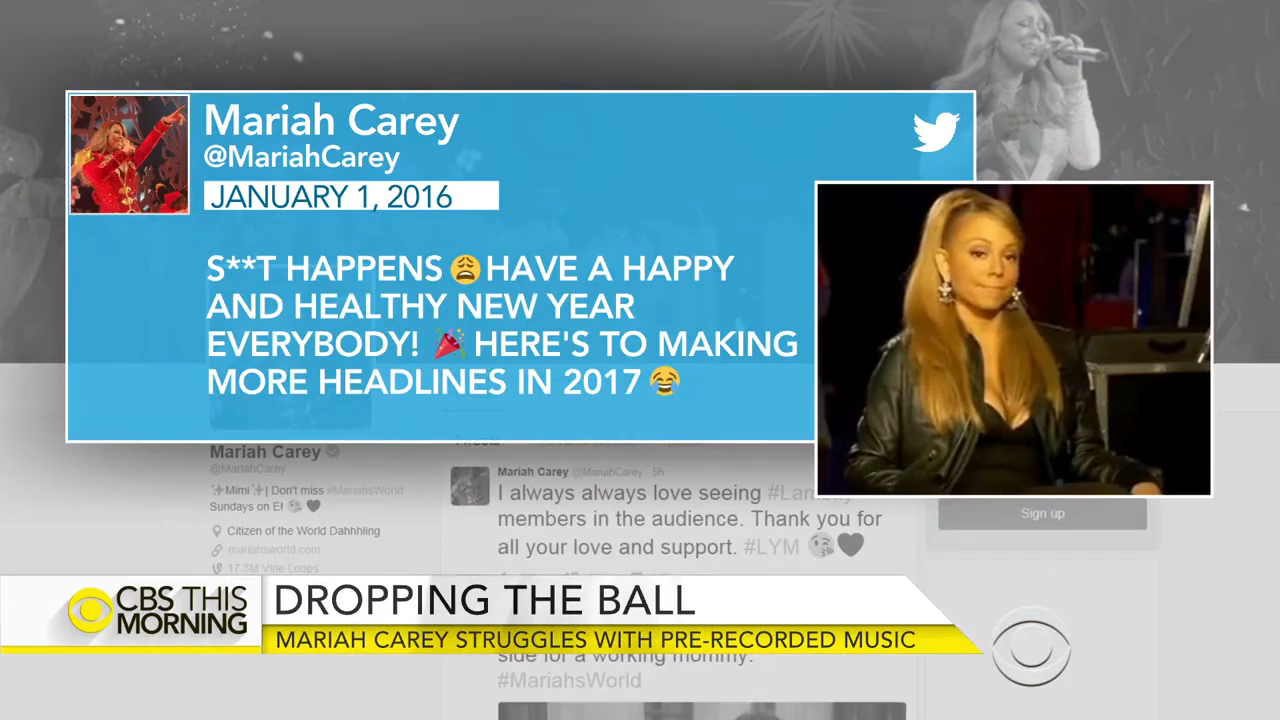 Mariah Carey
@MariahCarey
JANUARY 1, 2016
S**T HAPPENS 😩 HAVE A HAPPY
AND HEALTHY NEW YEAR
EVERYBODY! 🎉 HERE'S TO MAKING
MORE HEADLINES IN 2017 😂
Mariah Carey
@MariahCarey
✨Mimi✨| Don't miss #MariahsWorld
Sundays on E! 😘🖤
Citizen of the World Dahhhling
mariahsworld.com
17.3M Vine Loops
Mariah Carey @MariahCarey · 5h
I always always love seeing
members in the audience. Thank you for
all your love and support. #LYM 😘🖤
Sign up
CBS THIS
MORNING
DROPPING THE BALL
MARIAH CAREY STRUGGLES WITH PRE-RECORDED MUSIC
side for a working mommy.
#MariahsWorld